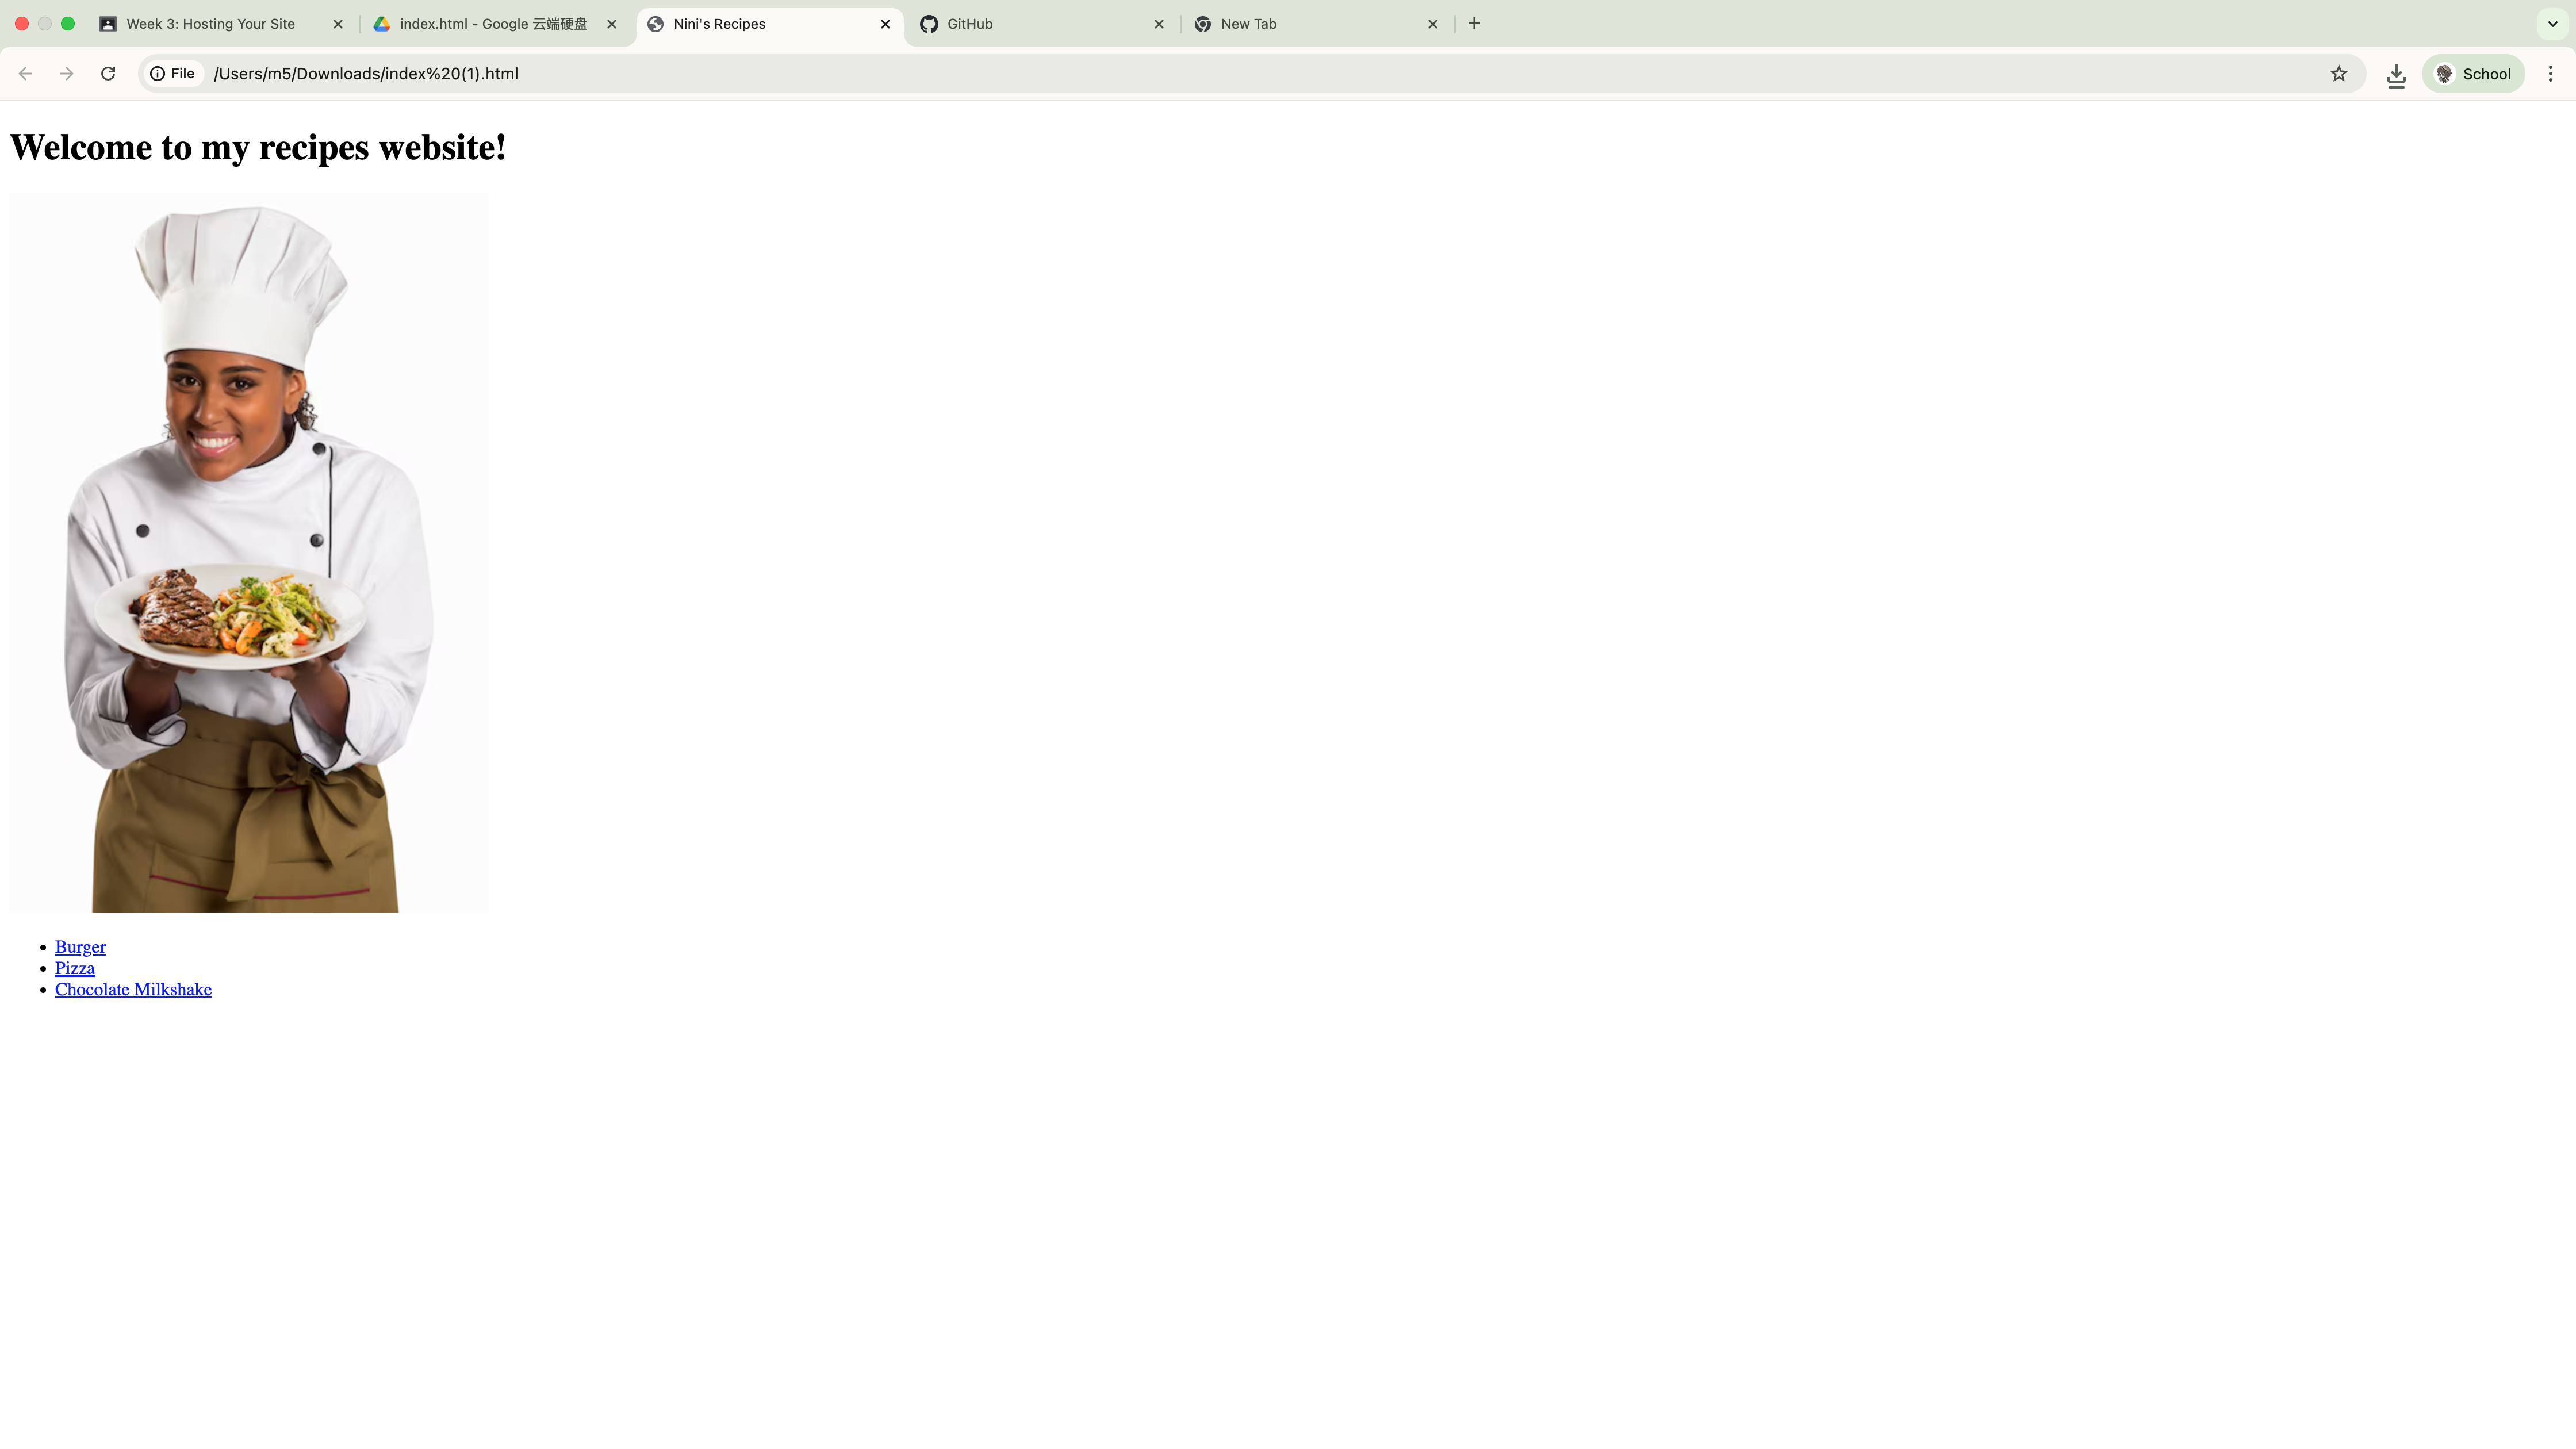 Week 3: Hosting Your Site
index.html - Google 云端硬盘
Nini's Recipes
GitHub
New Tab
File
/Users/m5/Downloads/index%20(1).html
School
Welcome to my recipes website!
Burger
Pizza
Chocolate Milkshake